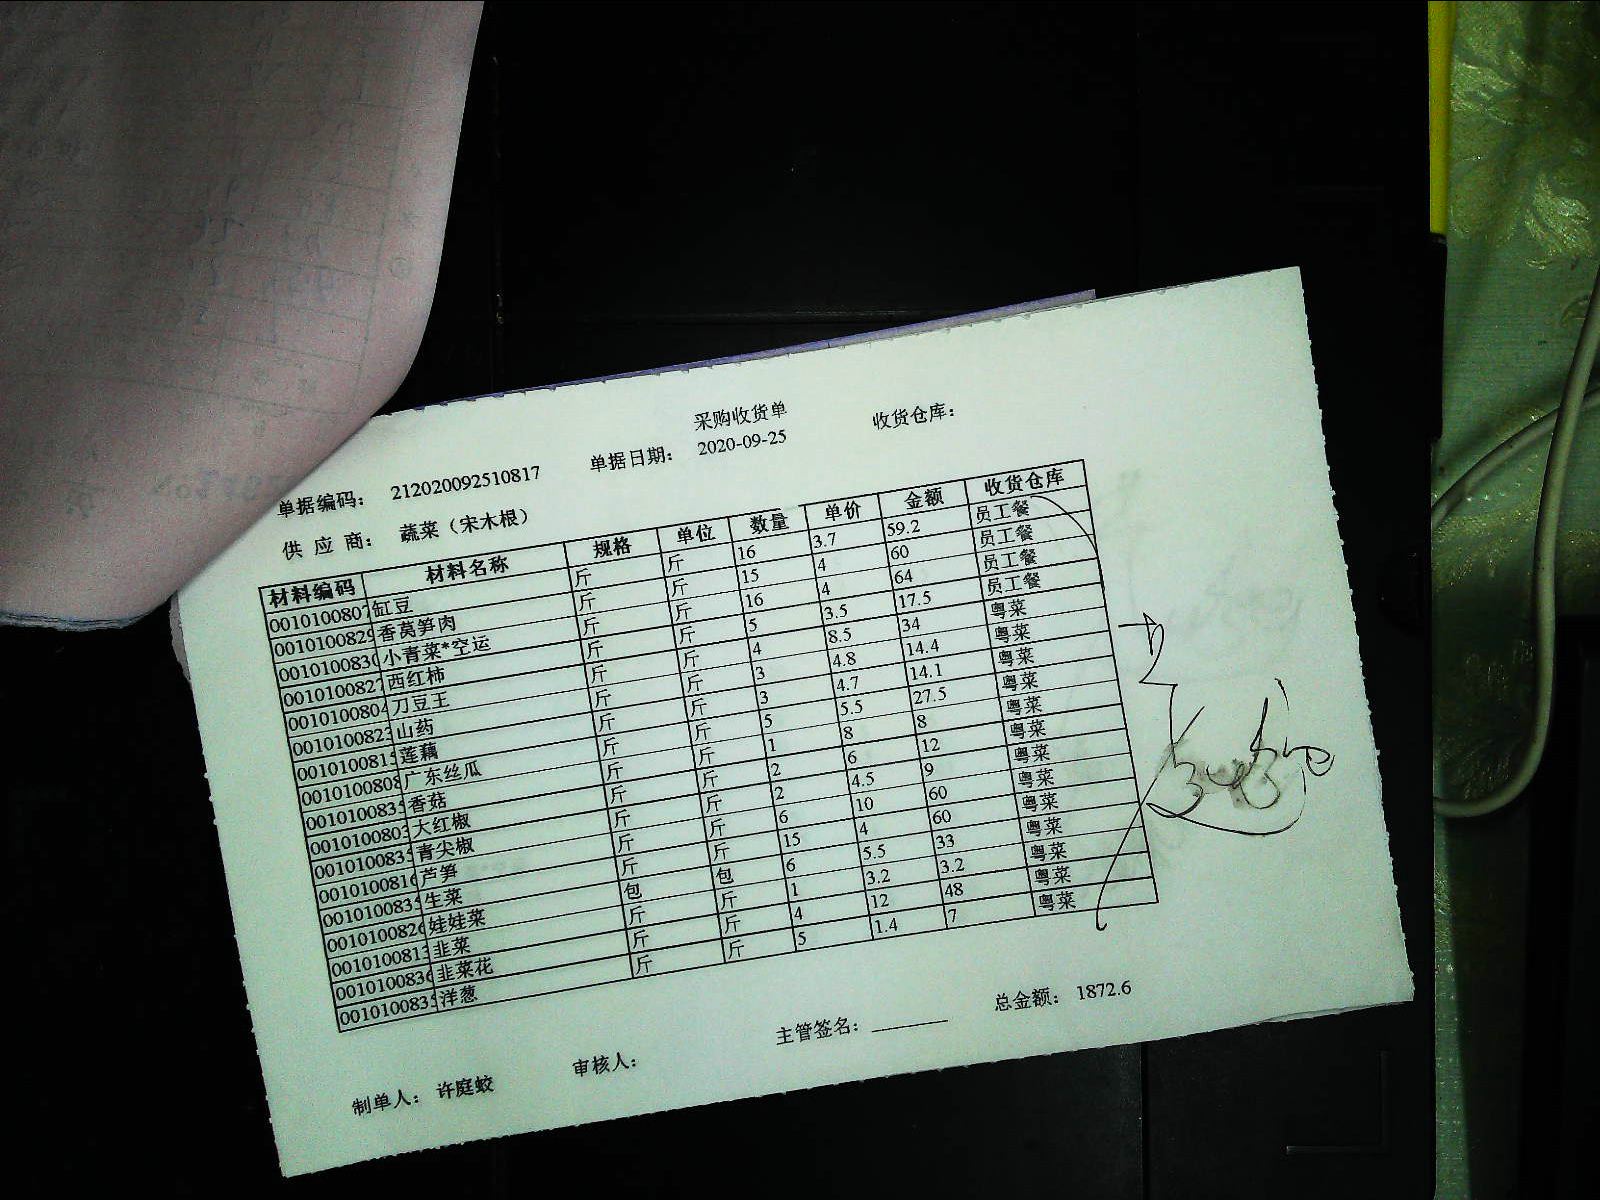 采购收货单
单据编码： 212020092510817 单据日期： 2020-09-25 收货仓库：
供 应 商： 蔬菜（宋木根）
材料编码 材料名称 规格 单位 数量 单价 金额 收货仓库
0010100807 缸豆 斤 斤 16 3.7 59.2 员工餐
0010100829 香莴笋肉 斤 斤 15 4 60 员工餐
0010100830 小青菜*空运 斤 斤 16 4 64 员工餐
0010100827 西红柿 斤 斤 5 3.5 17.5 员工餐
0010100804 刀豆王 斤 斤 4 8.5 34 粤菜
0010100823 山药 斤 斤 3 4.8 14.4 粤菜
0010100815 莲藕 斤 斤 3 4.7 14.1 粤菜
0010100808 广东丝瓜 斤 斤 5 5.5 27.5 粤菜
0010100835 香菇 斤 斤 1 8 8 粤菜
0010100803 大红椒 斤 斤 2 6 12 粤菜
0010100835 青尖椒 斤 斤 2 4.5 9 粤菜
0010100816 芦笋 斤 斤 6 10 60 粤菜
0010100835 生菜 斤 斤 15 4 60 粤菜
0010100826 娃娃菜 包 包 6 5.5 33 粤菜
0010100813 韭菜 斤 斤 1 3.2 3.2 粤菜
0010100836 韭菜花 斤 斤 4 12 48 粤菜
0010100835 洋葱 斤 斤 5 1.4 7 粤菜
制单人： 许庭蛟 审核人： 主管签名： 总金额： 1872.6